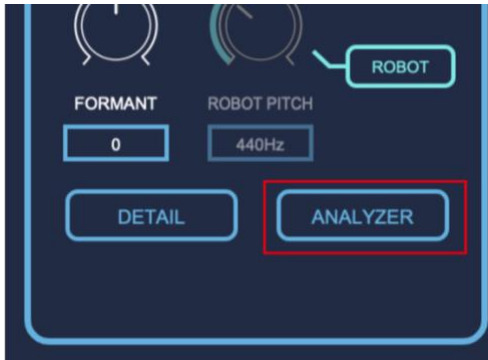 ROBOT
FORMANT
ROBOT PITCH
0
440Hz
DETAIL
ANALYZER